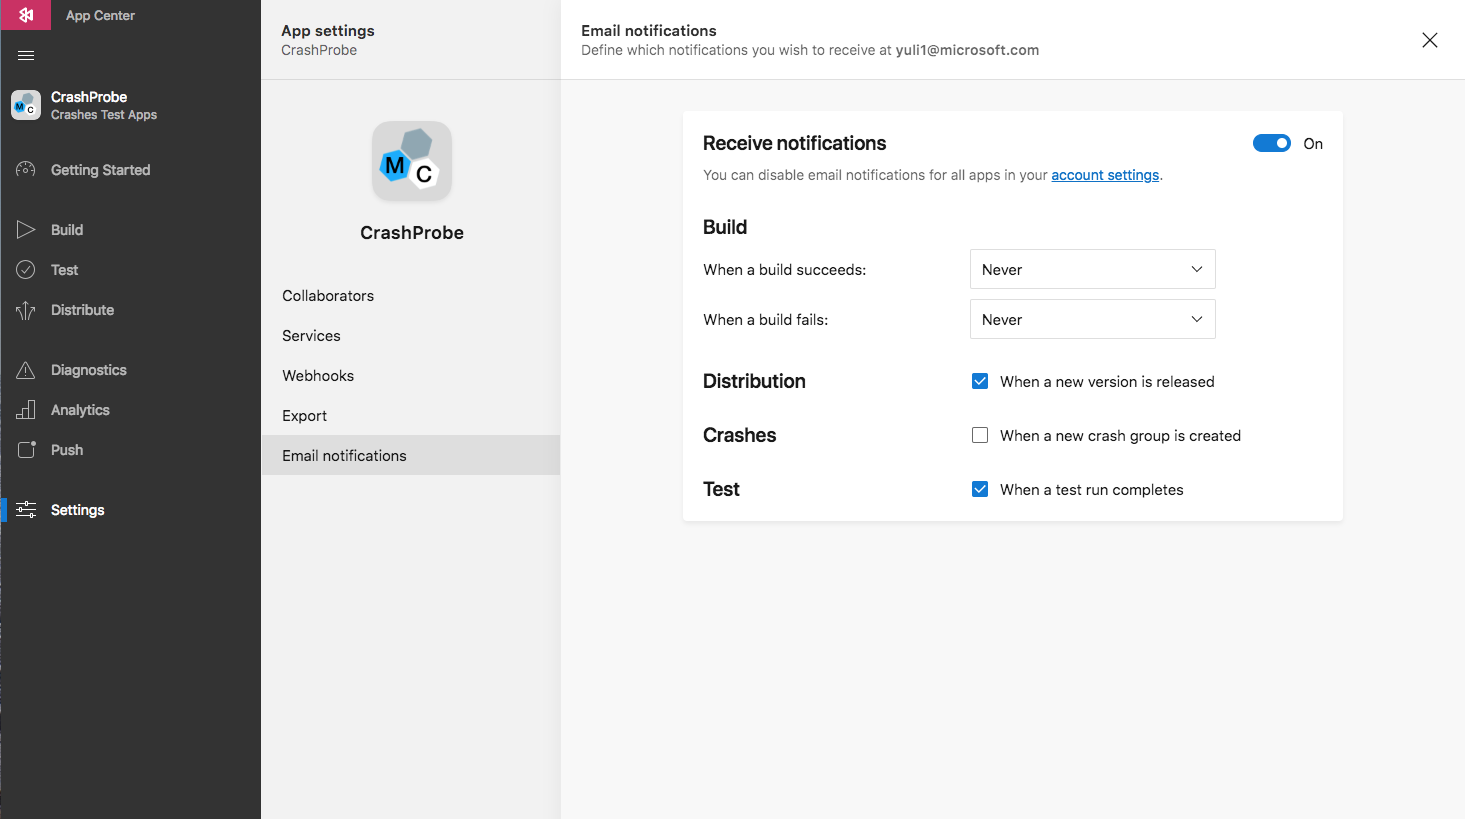 App Center
CrashProbe
Crashes Test Apps
Getting Started
Build
Test
Distribute
Diagnostics
Analytics
Push
Settings
App settings
CrashProbe
M C
CrashProbe
Collaborators
Services
Webhooks
Export
Email notifications
Email notifications
Define which notifications you wish to receive at yuli1@microsoft.com
Receive notifications
On
You can disable email notifications for all apps in your account settings.
Build
When a build succeeds: Never
When a build fails: Never
Distribution When a new version is released
Crashes When a new crash group is created
Test When a test run completes